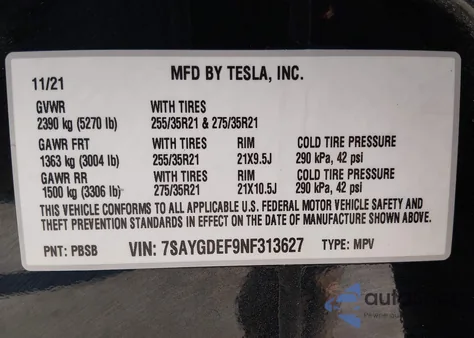 MFD BY TESLA, INC.
11/21
GVWR WITH TIRES
2390 kg (5270 lb) 255/35R21 & 275/35R21
GAWR FRT WITH TIRES RIM COLD TIRE PRESSURE
1363 kg (3004 lb) 255/35R21 21X9.5J 290 kPa, 42 psi
GAWR RR WITH TIRES RIM COLD TIRE PRESSURE
1500 kg (3306 lb) 275/35R21 21X10.5J 290 kPa, 42 psi
THIS VEHICLE CONFORMS TO ALL APPLICABLE U.S. FEDERAL MOTOR VEHICLE SAFETY AND
THEFT PREVENTION STANDARDS IN EFFECT ON THE DATE OF MANUFACTURE SHOWN ABOVE.
PNT: PBSB VIN: 7SAYGDEF9NF313627 TYPE: MPV